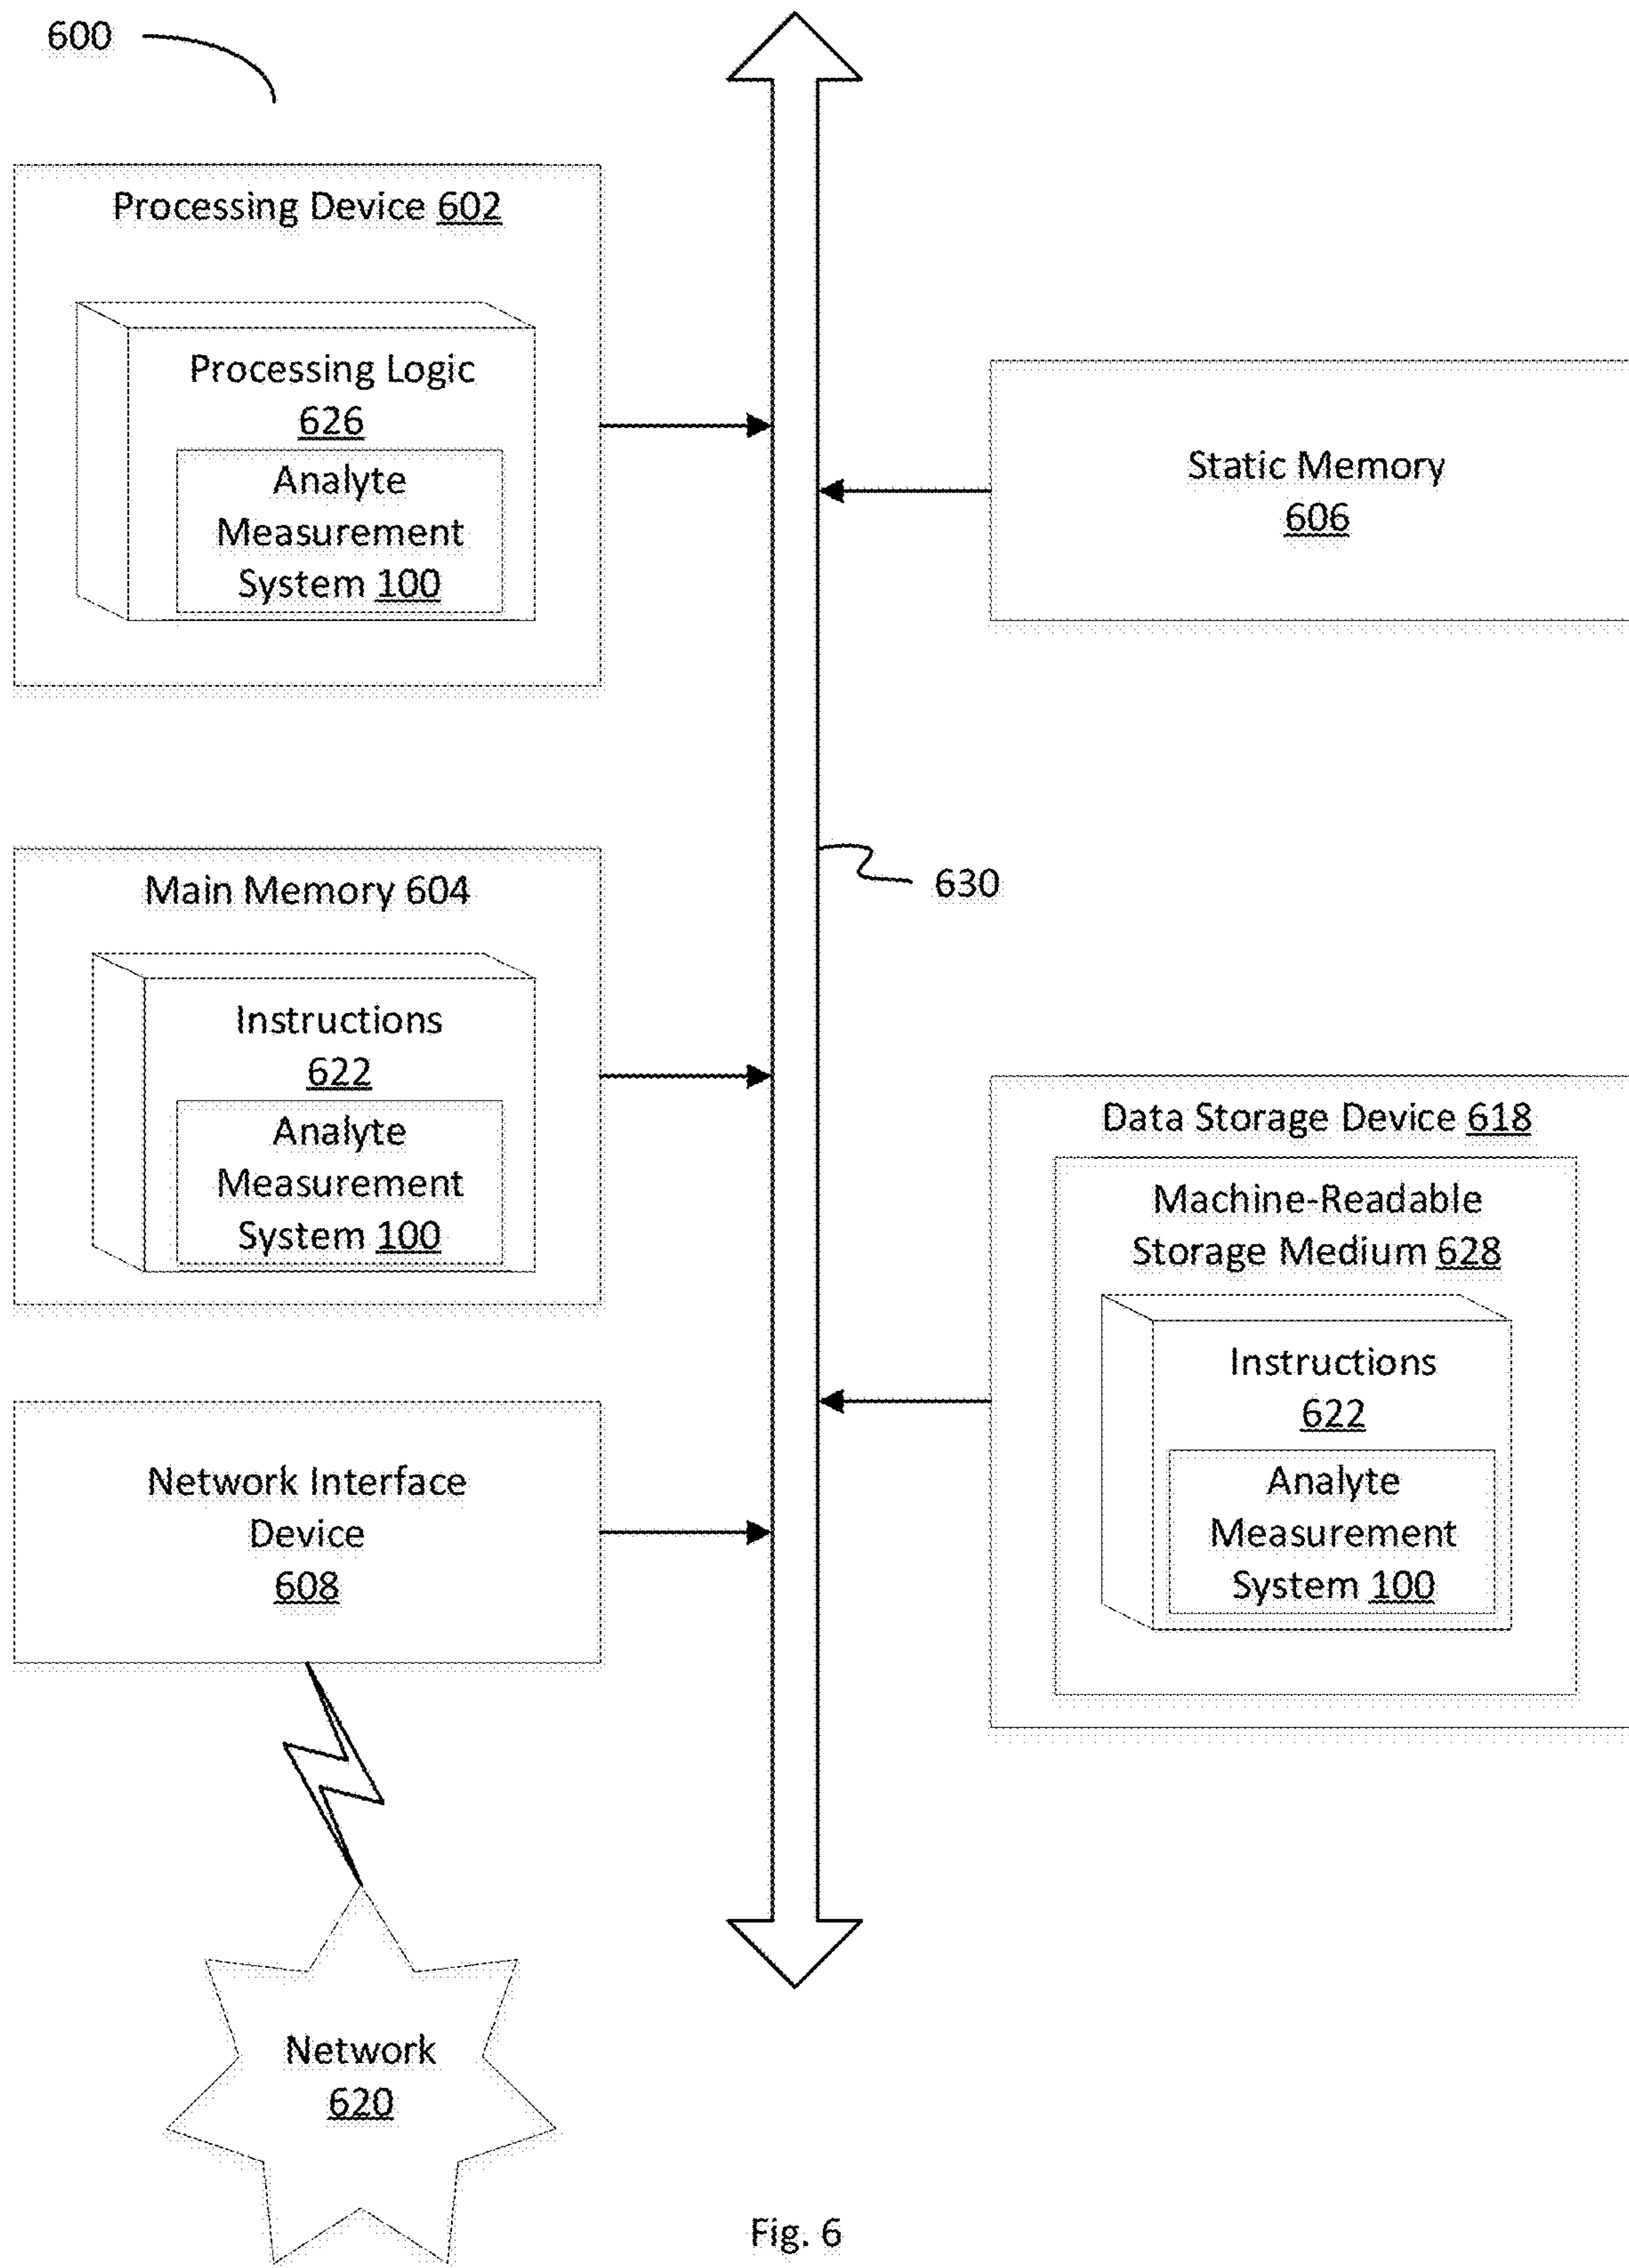 600
Processing Device 602
Processing Logic
626
Analyte
Measurement
System 100
Static Memory
606
Main Memory 604
630
Instructions
622
Analyte
Measurement
System 100
Data Storage Device 618
Machine-Readable
Storage Medium 628
Instructions
622
Analyte
Measurement
System 100
Network Interface
Device
608
Network
620
Fig. 6